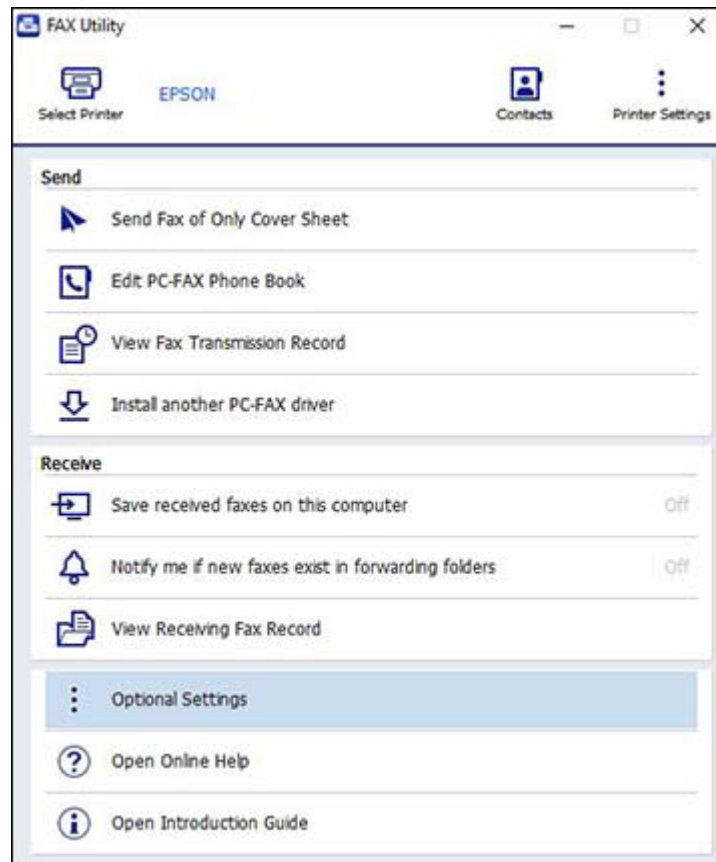 FAX Utility
EPSON
Select Printer
Contacts
Printer Settings
Send
Send Fax of Only Cover Sheet
Edit PC-FAX Phone Book
View Fax Transmission Record
Install another PC-FAX driver
Receive
Save received faxes on this computer Off
Notify me if new faxes exist in forwarding folders Off
View Receiving Fax Record
Optional Settings
Open Online Help
Open Introduction Guide